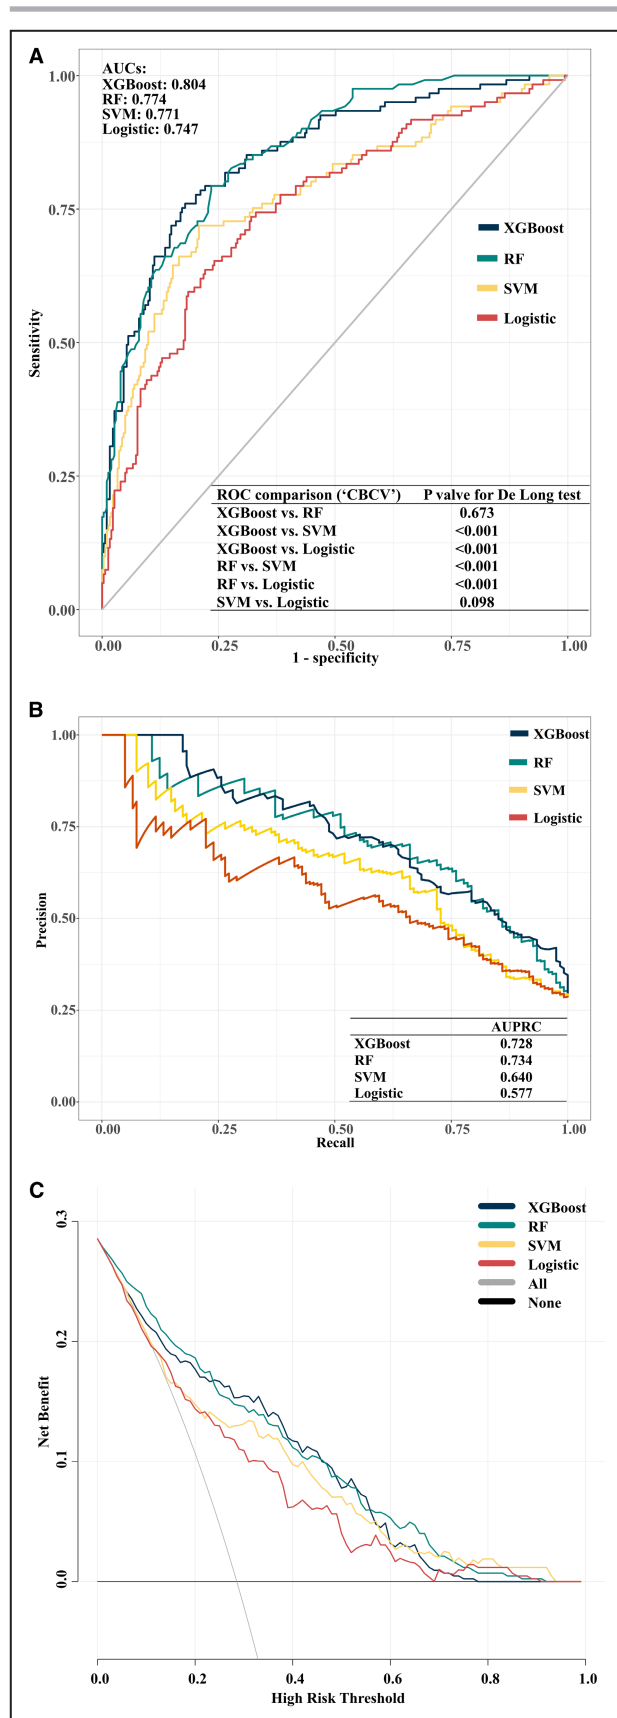 A
AUCs:
XGBoost: 0.804
RF: 0.774
SVM: 0.771
Logistic: 0.747
1.00
0.75
0.50
0.25
0.00
Sensitivity
XGBoost
RF
SVM
Logistic
ROC comparison (‘CBCV’) P valve for De Long test
XGBoost vs. RF 0.673
XGBoost vs. SVM <0.001
XGBoost vs. Logistic <0.001
RF vs. SVM <0.001
RF vs. Logistic <0.001
SVM vs. Logistic 0.098
0.00 0.25 0.50 0.75 1.00
1 - specificity
B
1.00
0.75
0.50
0.25
0.00
Precision
XGBoost
RF
SVM
Logistic
AUPRC
XGBoost 0.728
RF 0.734
SVM 0.640
Logistic 0.577
0.00 0.25 0.50 0.75 1.00
Recall
C
0.3
0.2
0.1
0.0
Net Benefit
XGBoost
RF
SVM
Logistic
All
None
0.0 0.2 0.4 0.6 0.8 1.0
High Risk Threshold